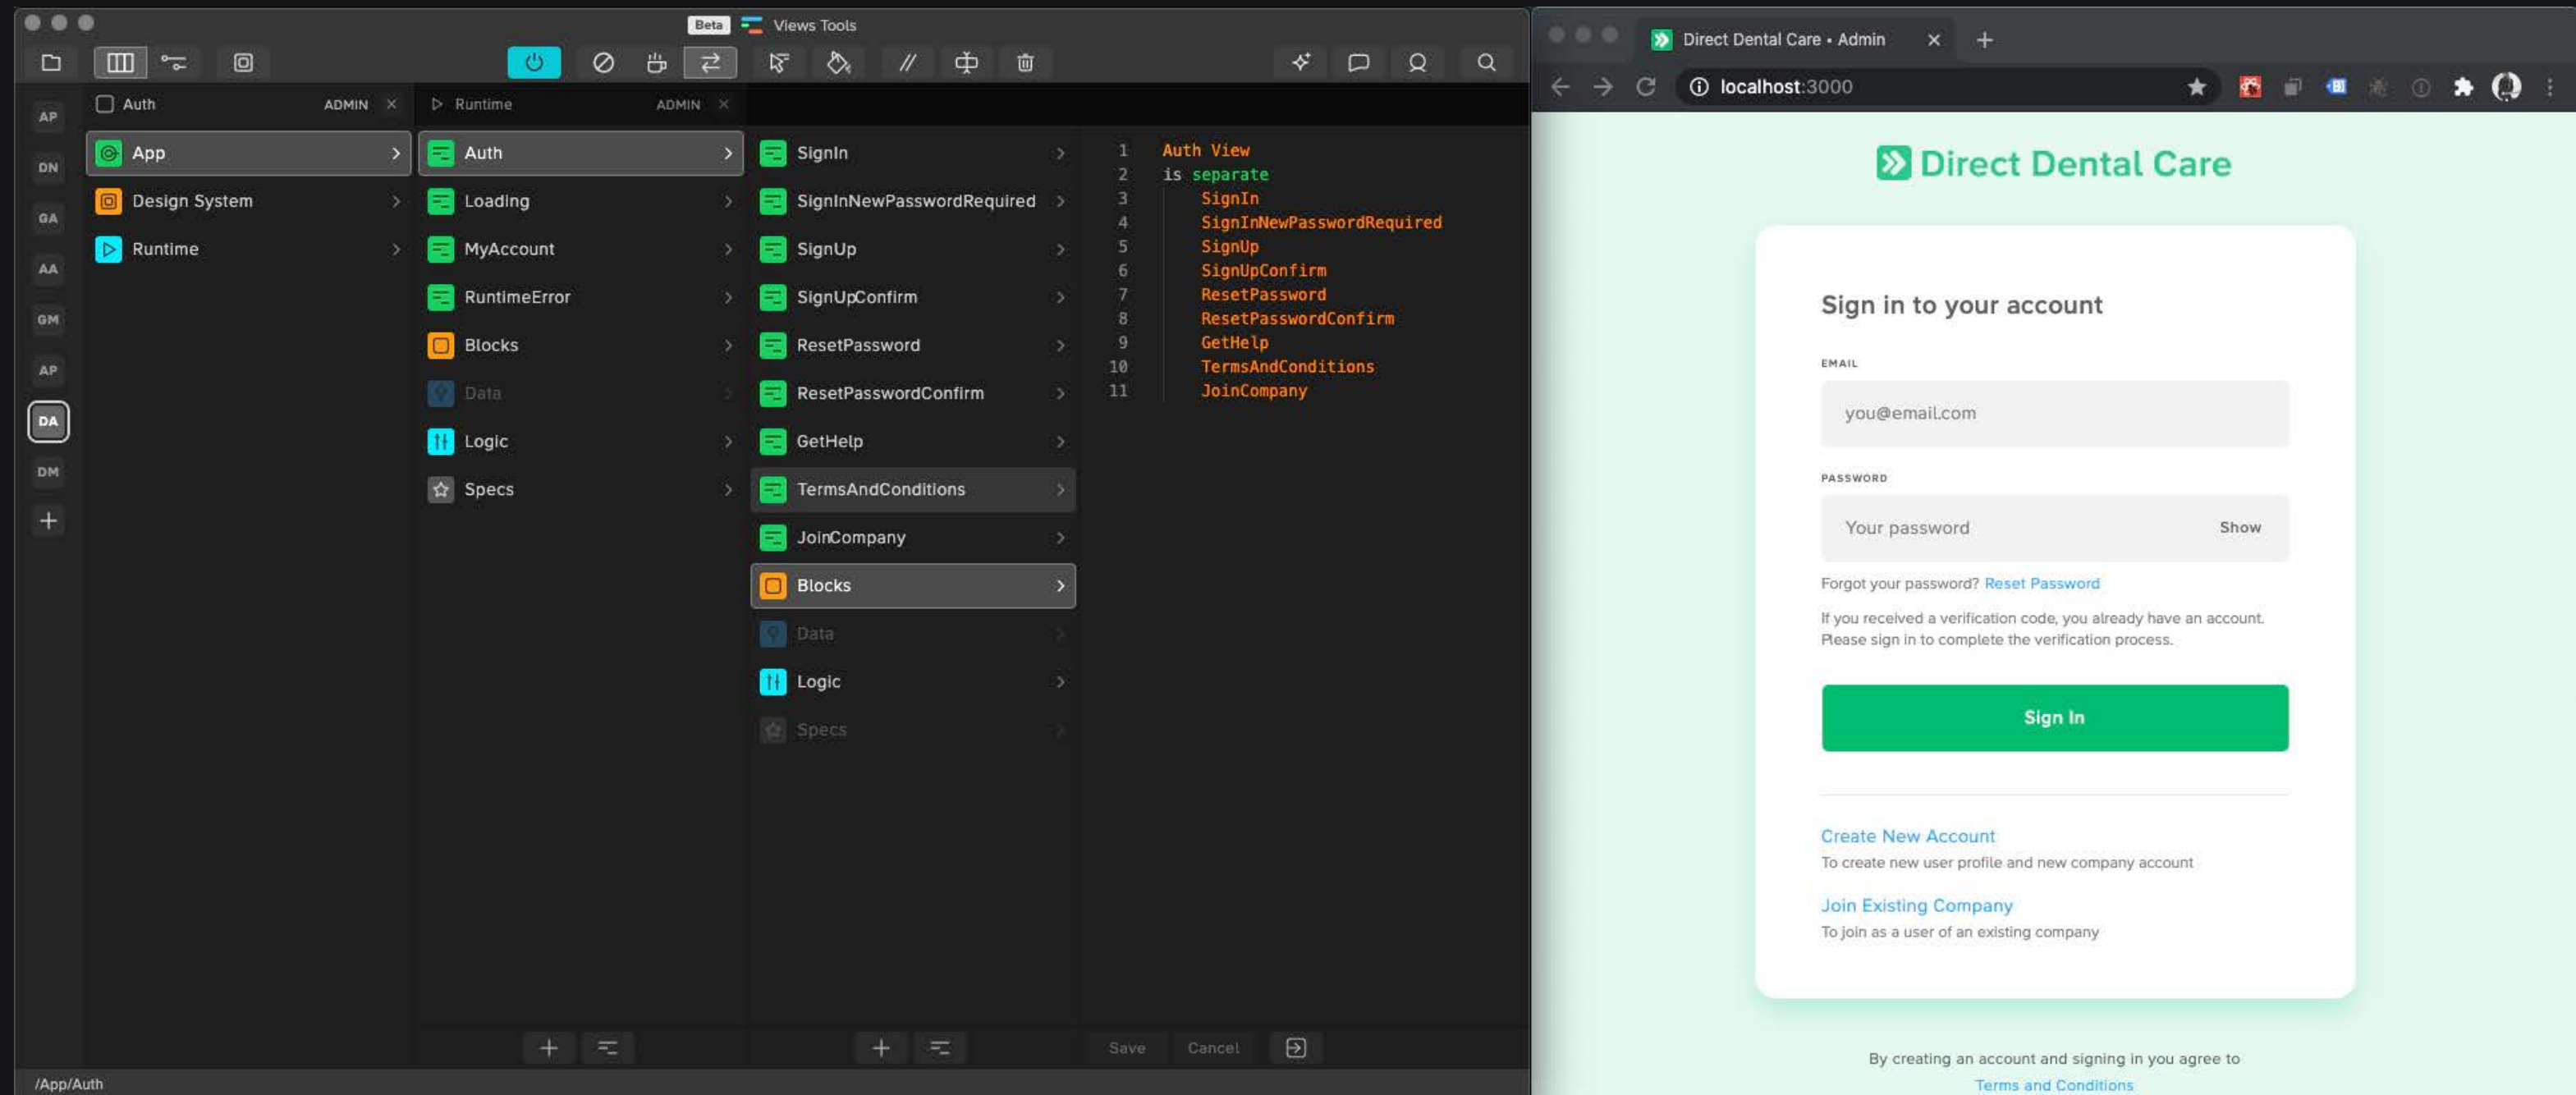 Beta Views Tools
AP
DN
GA
AA
GM
AP
DA
DM
Auth ADMIN
App
Design System
Runtime
Runtime ADMIN
Auth
Loading
MyAccount
RuntimeError
Blocks
Data
Logic
Specs
SignIn
SignInNewPasswordRequired
SignUp
SignUpConfirm
ResetPassword
ResetPasswordConfirm
GetHelp
TermsAndConditions
JoinCompany
Blocks
Data
Logic
Specs
1 Auth View
2 is separate
3 SignIn
4 SignInNewPasswordRequired
5 SignUp
6 SignUpConfirm
7 ResetPassword
8 ResetPasswordConfirm
9 GetHelp
10 TermsAndConditions
11 JoinCompany
Save Cancel
/App/Auth
Direct Dental Care • Admin
localhost:3000
Direct Dental Care
Sign in to your account
EMAIL
you@email.com
PASSWORD
Your password Show
Forgot your password? Reset Password
If you received a verification code, you already have an account.
Please sign in to complete the verification process.
Sign In
Create New Account
To create new user profile and new company account
Join Existing Company
To join as a user of an existing company
By creating an account and signing in you agree to
Terms and Conditions